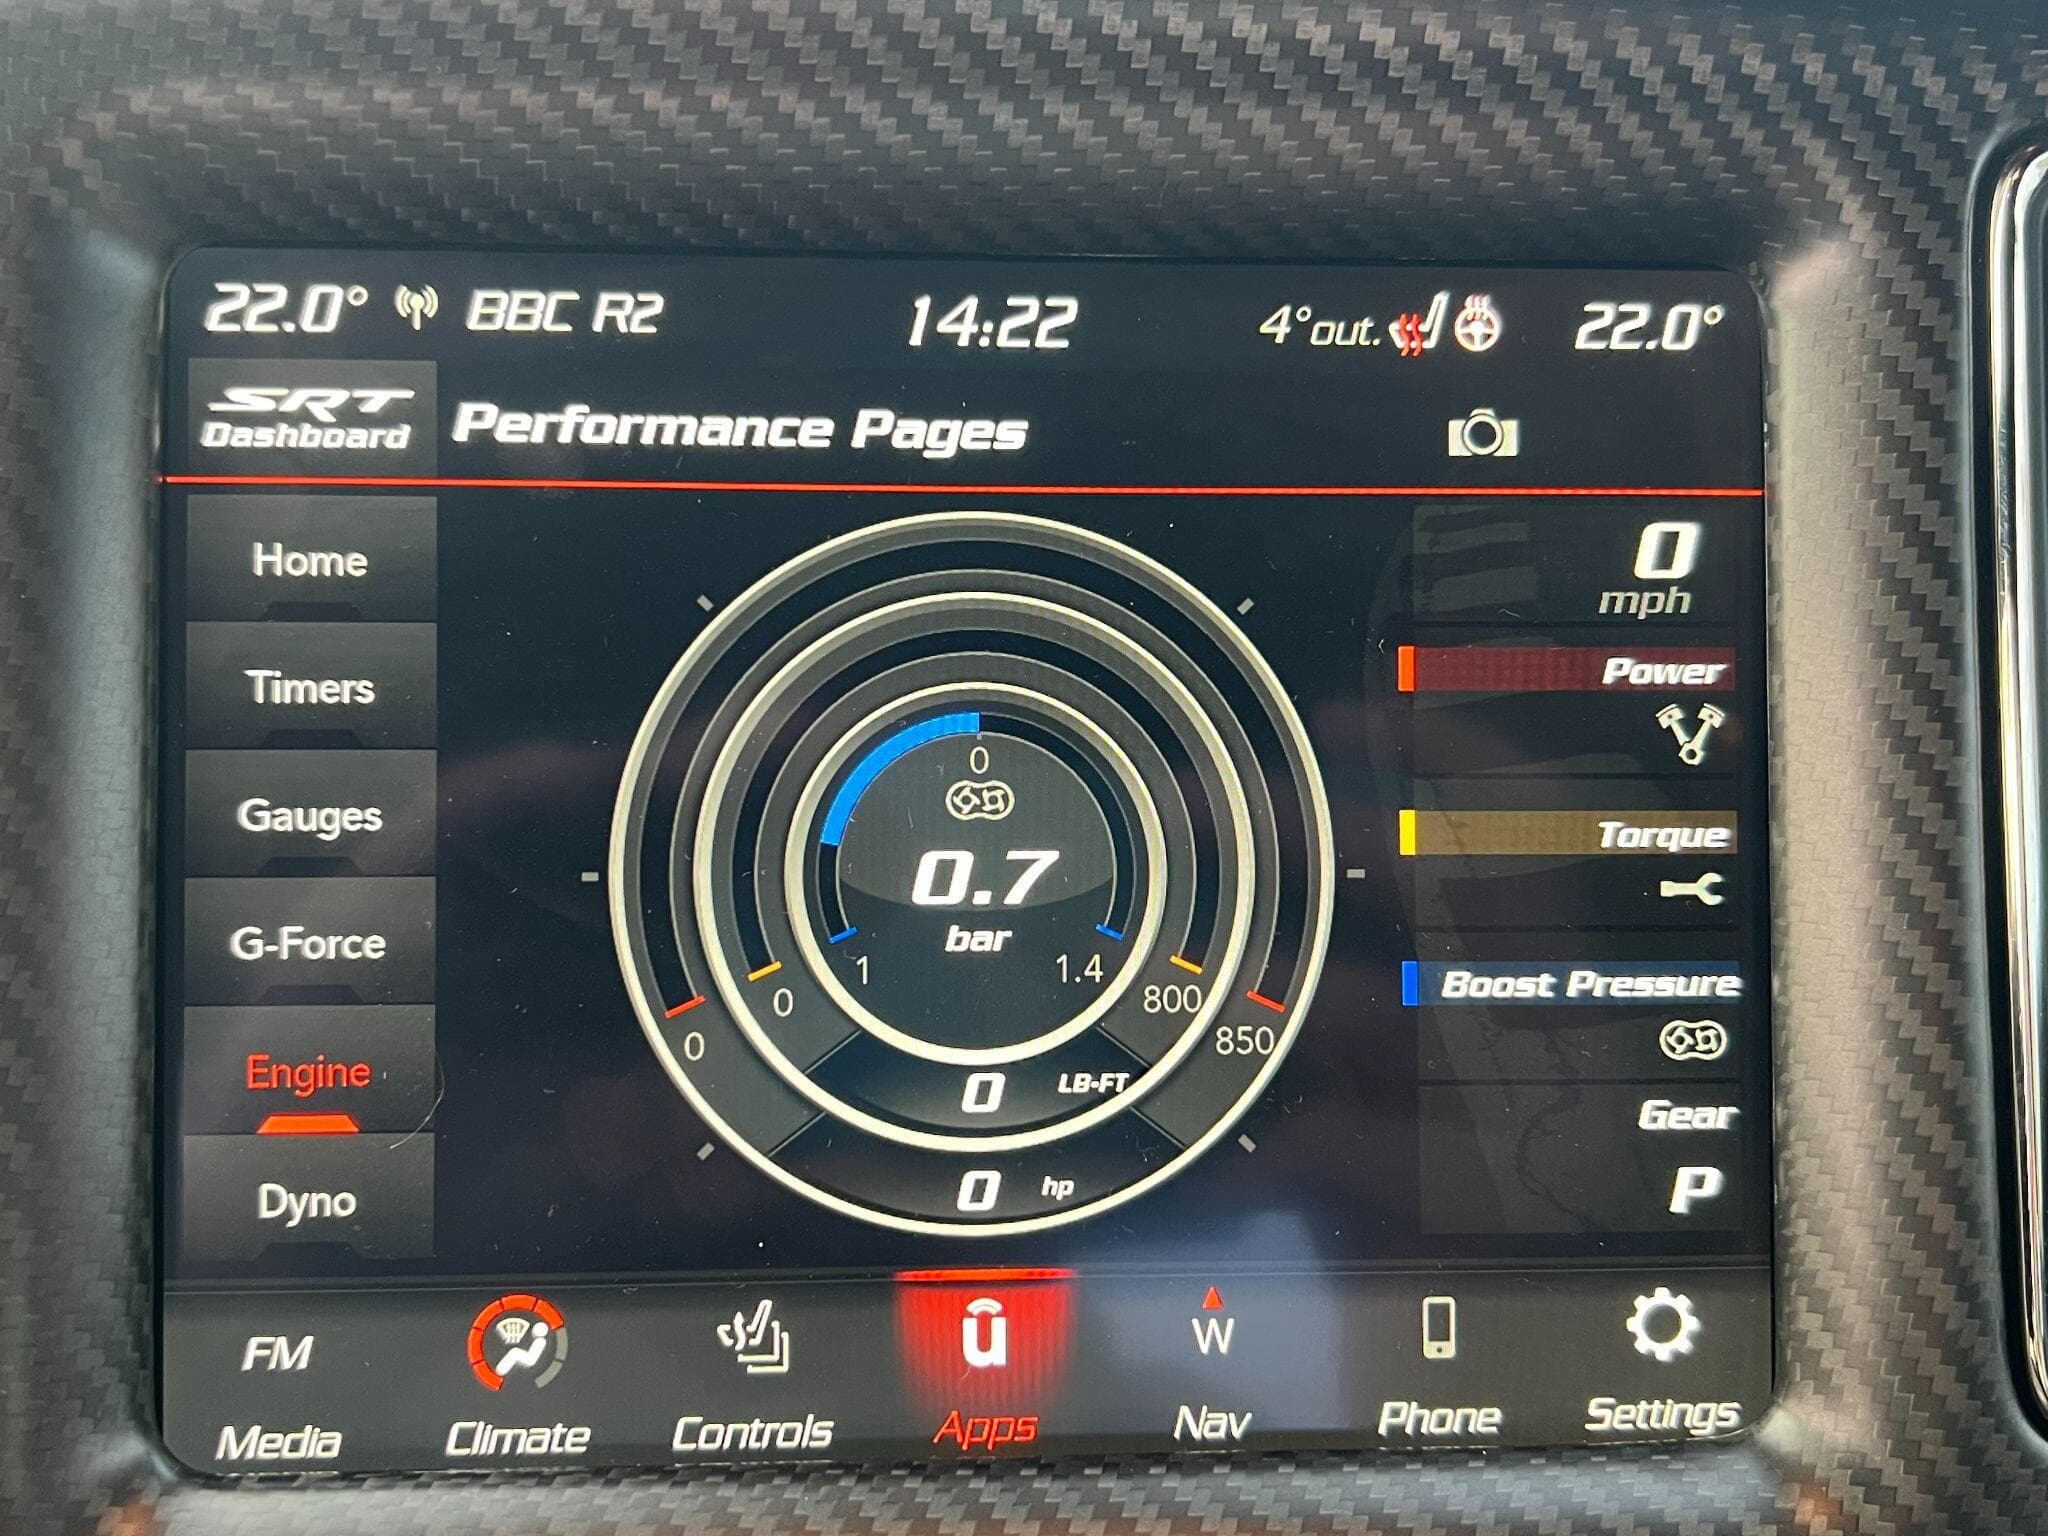 22.0° BBC R2 14:22 4°out. 22.0°
SRT
Dashboard
Performance Pages
Home
Timers
Gauges
G-Force
Engine
Dyno
0
0.7
bar
1
1.4
0
800
0
850
0 LB-FT
0 hp
0
mph
Power
Torque
Boost Pressure
Gear
P
FM
Media
Climate
Controls
u
Apps
W
Nav
Phone
Settings